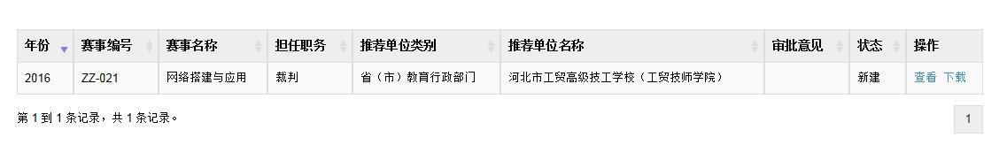 年份 赛事编号 赛事名称 担任职务 推荐单位类别 推荐单位名称 审批意见 状态 操作
2016 ZZ-021 网络搭建与应用 裁判 省（市）教育行政部门 河北市工贸高级技工学校（工贸技师学院） 新建 查看 下载
第 1 到 1 条记录，共 1 条记录。 1